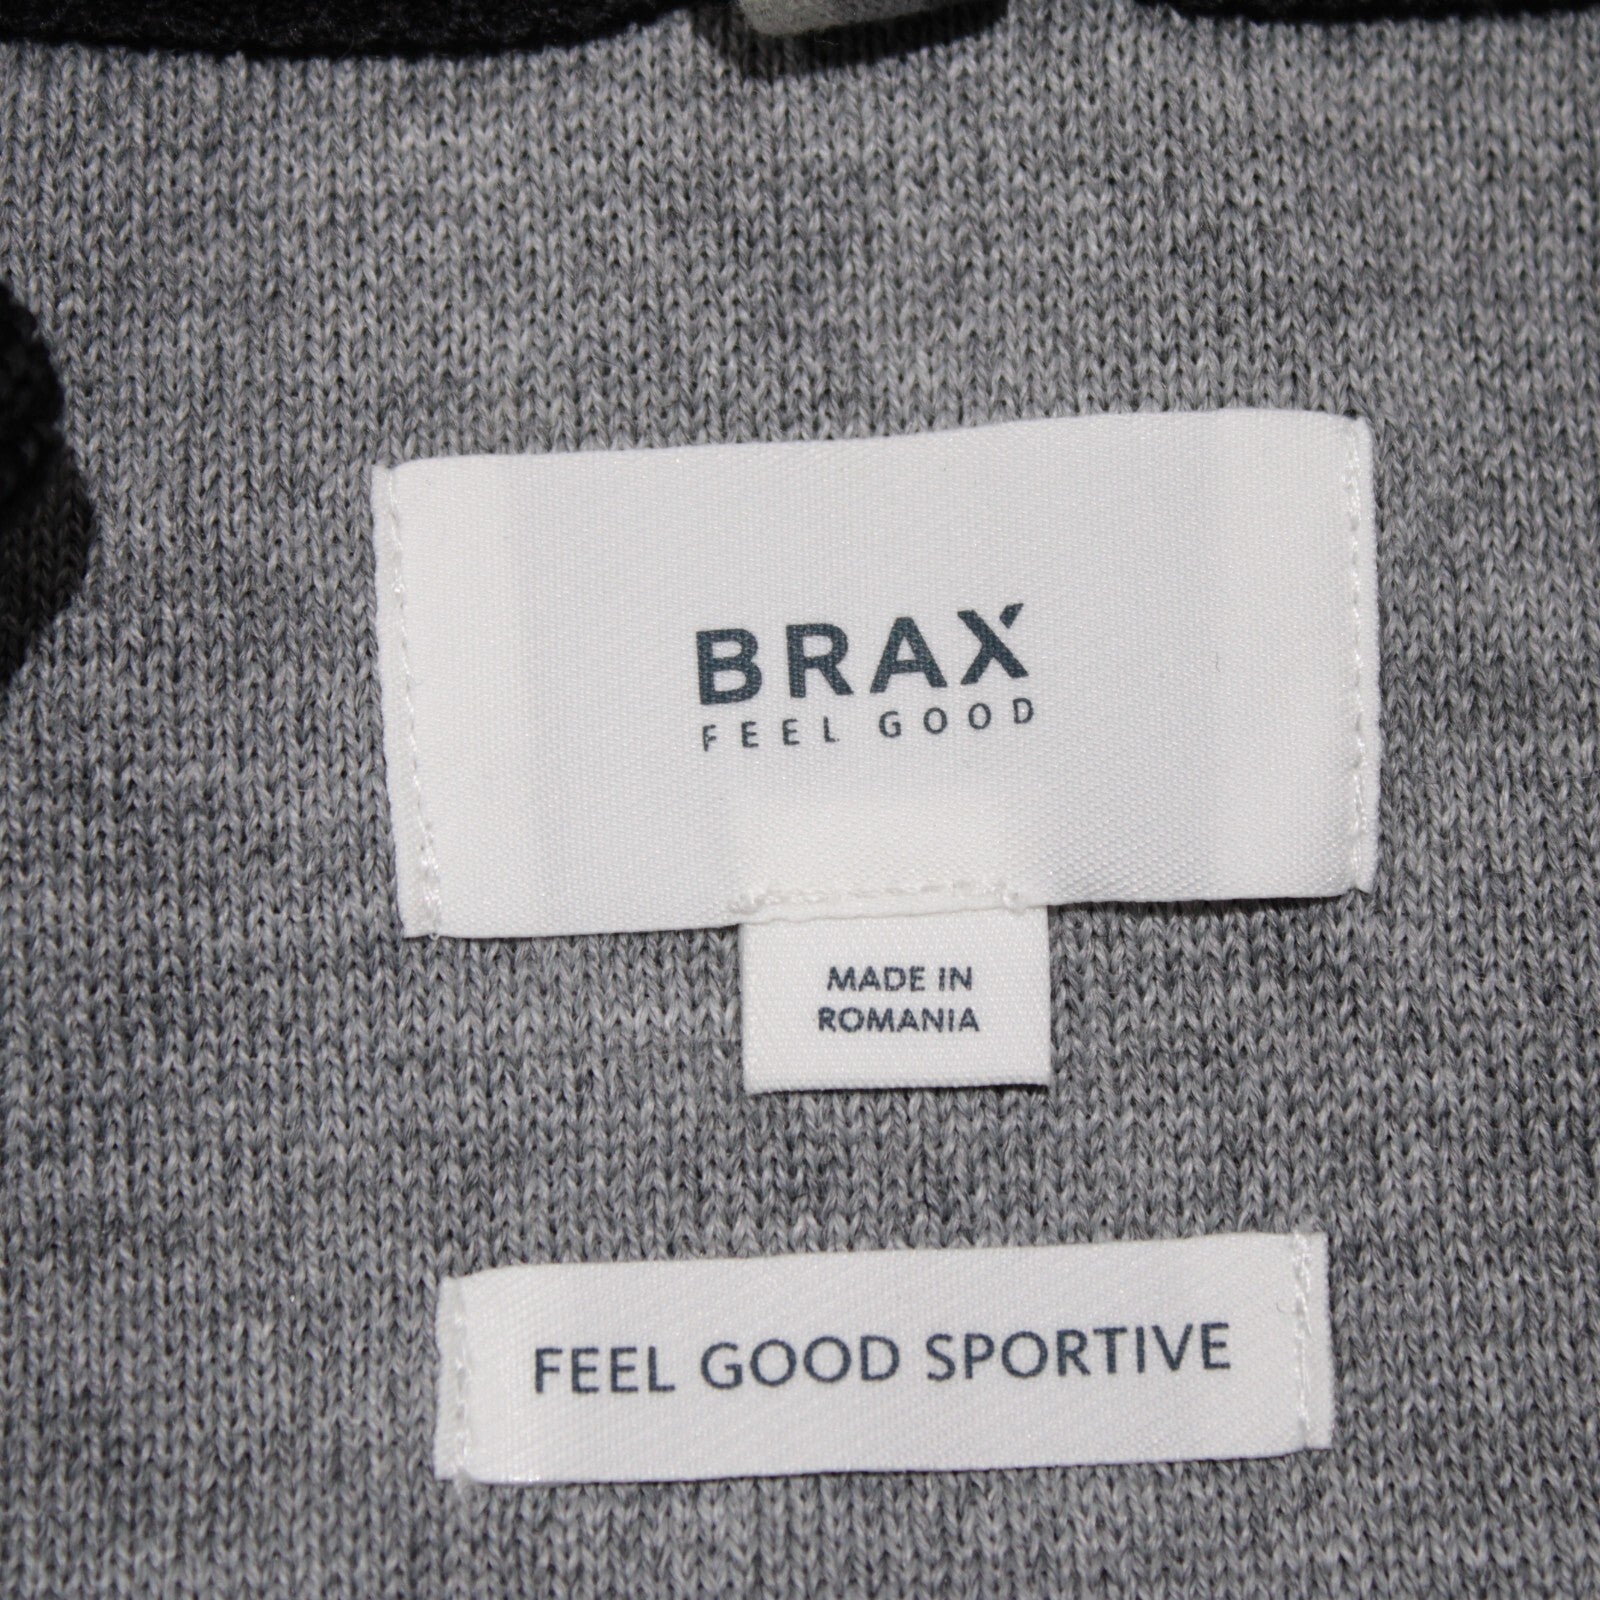 BRAX
FEEL GOOD
MADE IN
ROMANIA
FEEL GOOD SPORTIVE